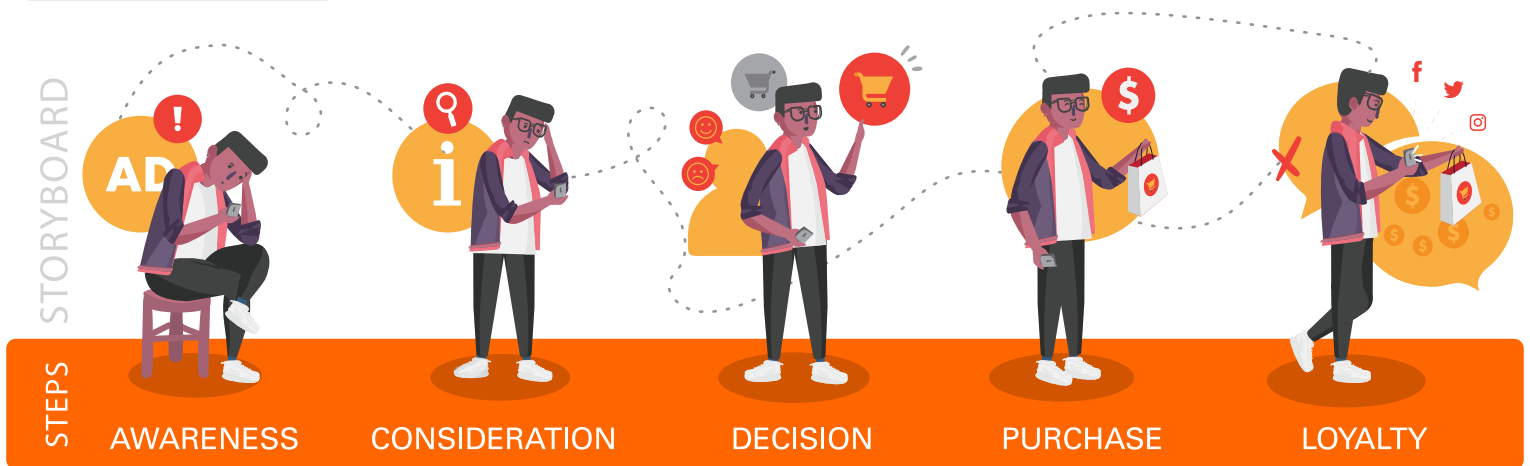 STORYBOARD
AD
!
i
$
f
$
$
$
$
$
STEPS
AWARENESS
CONSIDERATION
DECISION
PURCHASE
LOYALTY